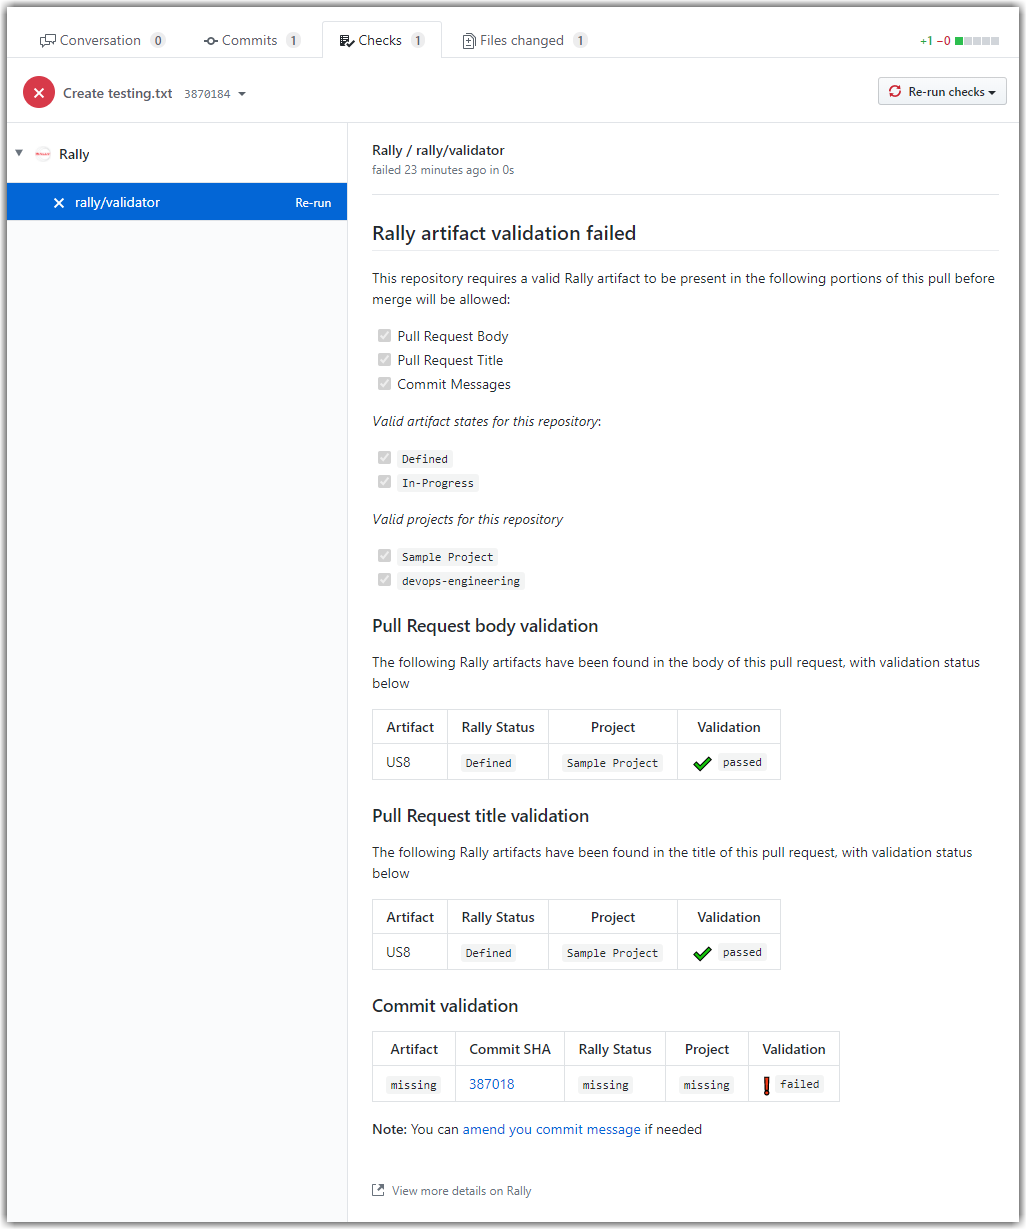 Conversation 0 Commits 1 Checks 1 Files changed 1 +1 −0
Create testing.txt 3870184 Re-run checks
Rally
rally/validator Re-run
Rally / rally/validator
failed 23 minutes ago in 0s
Rally artifact validation failed
This repository requires a valid Rally artifact to be present in the following portions of this pull before
merge will be allowed:
Pull Request Body
Pull Request Title
Commit Messages
Valid artifact states for this repository:
Defined
In-Progress
Valid projects for this repository
Sample Project
devops-engineering
Pull Request body validation
The following Rally artifacts have been found in the body of this pull request, with validation status
below
Artifact Rally Status Project Validation
US8 Defined Sample Project passed
Pull Request title validation
The following Rally artifacts have been found in the title of this pull request, with validation status
below
Artifact Rally Status Project Validation
US8 Defined Sample Project passed
Commit validation
Artifact Commit SHA Rally Status Project Validation
missing 387018 missing missing failed
Note: You can amend you commit message if needed
View more details on Rally